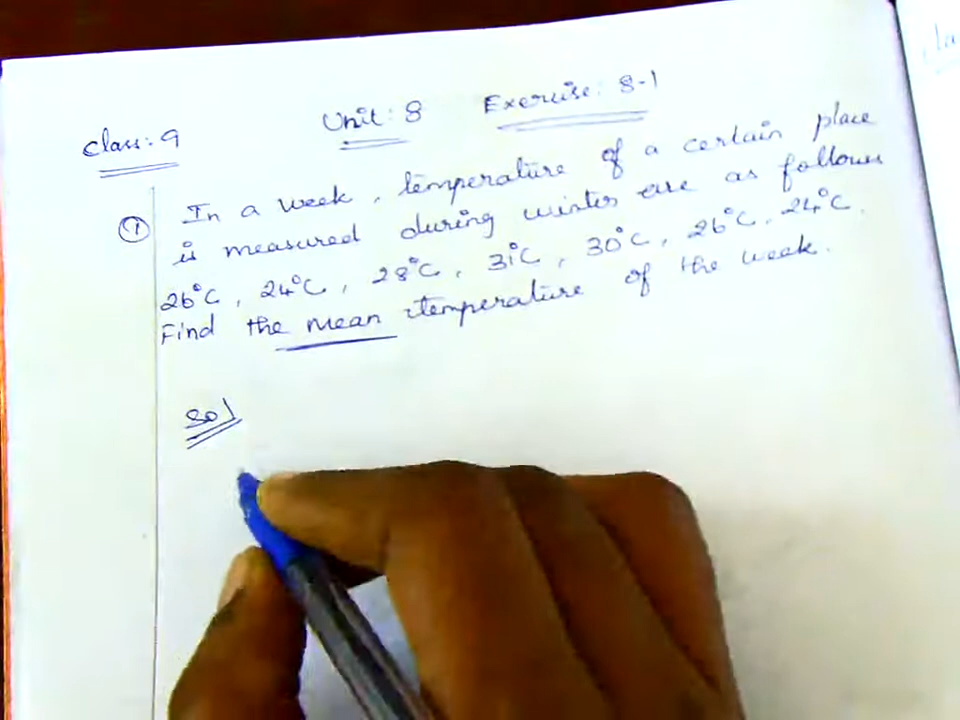 Class: 9 Unit: 8 Exercise: 8-1
① In a week, temperature of a certain place
is measured during winter are as follows
26°C, 24°C, 28°C, 31°C, 30°C, 26°C, 24°C.
Find the mean temperature of the week.
Sol